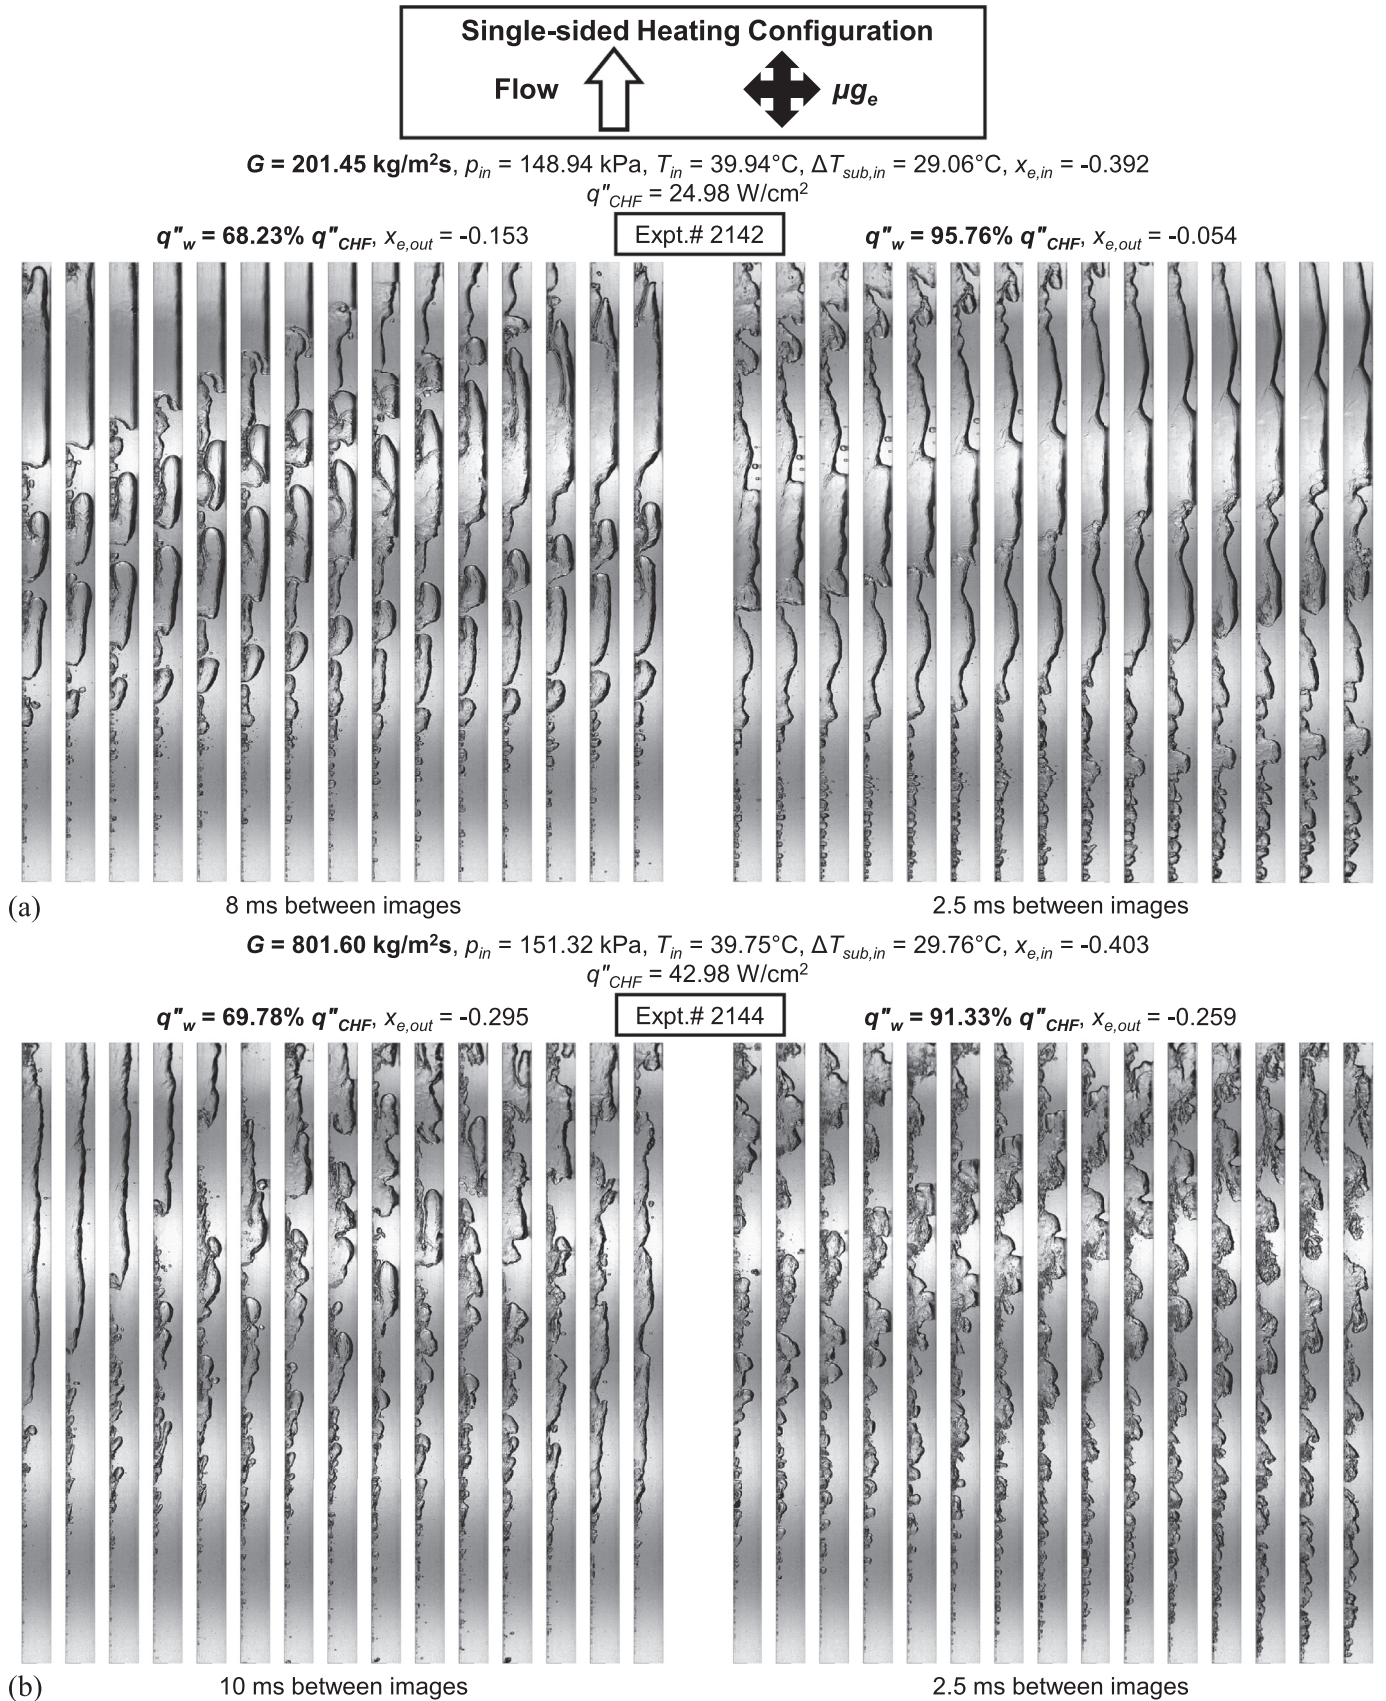 Single-sided Heating Configuration
Flow
μgₑ
G = 201.45 kg/m²s, p_in = 148.94 kPa, T_in = 39.94°C, ΔT_sub,in = 29.06°C, x_e,in = -0.392
q"_CHF = 24.98 W/cm²
q"_w = 68.23% q"_CHF, x_e,out = -0.153
Expt.# 2142
q"_w = 95.76% q"_CHF, x_e,out = -0.054
(a)
8 ms between images
2.5 ms between images
G = 801.60 kg/m²s, p_in = 151.32 kPa, T_in = 39.75°C, ΔT_sub,in = 29.76°C, x_e,in = -0.403
q"_CHF = 42.98 W/cm²
q"_w = 69.78% q"_CHF, x_e,out = -0.295
Expt.# 2144
q"_w = 91.33% q"_CHF, x_e,out = -0.259
(b)
10 ms between images
2.5 ms between images